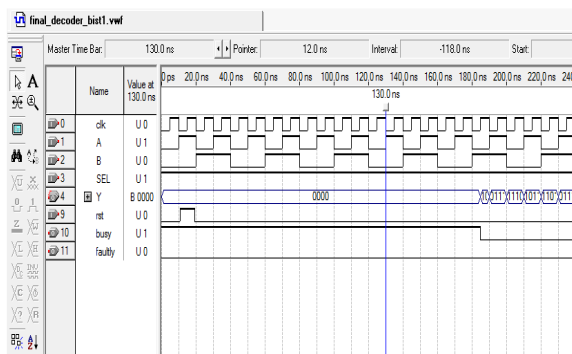 final_decoder_bist1.vwf
Master Time Bar: 130.0 ns Pointer: 12.0 ns Interval: -118.0 ns Start:
Name Value at 130.0 ns
0 ps 20.0 ns 40.0 ns 60.0 ns 80.0 ns 100.0 ns 120.0 ns 140.0 ns 160.0 ns 180.0 ns 200.0 ns 220.0 ns
130.0 ns
0 clk U 0
1 A U 1
2 B U 0
3 SEL U 1
4 Y B 0000 0000
9 rst U 0
10 busy U 1
11 faultly U 0